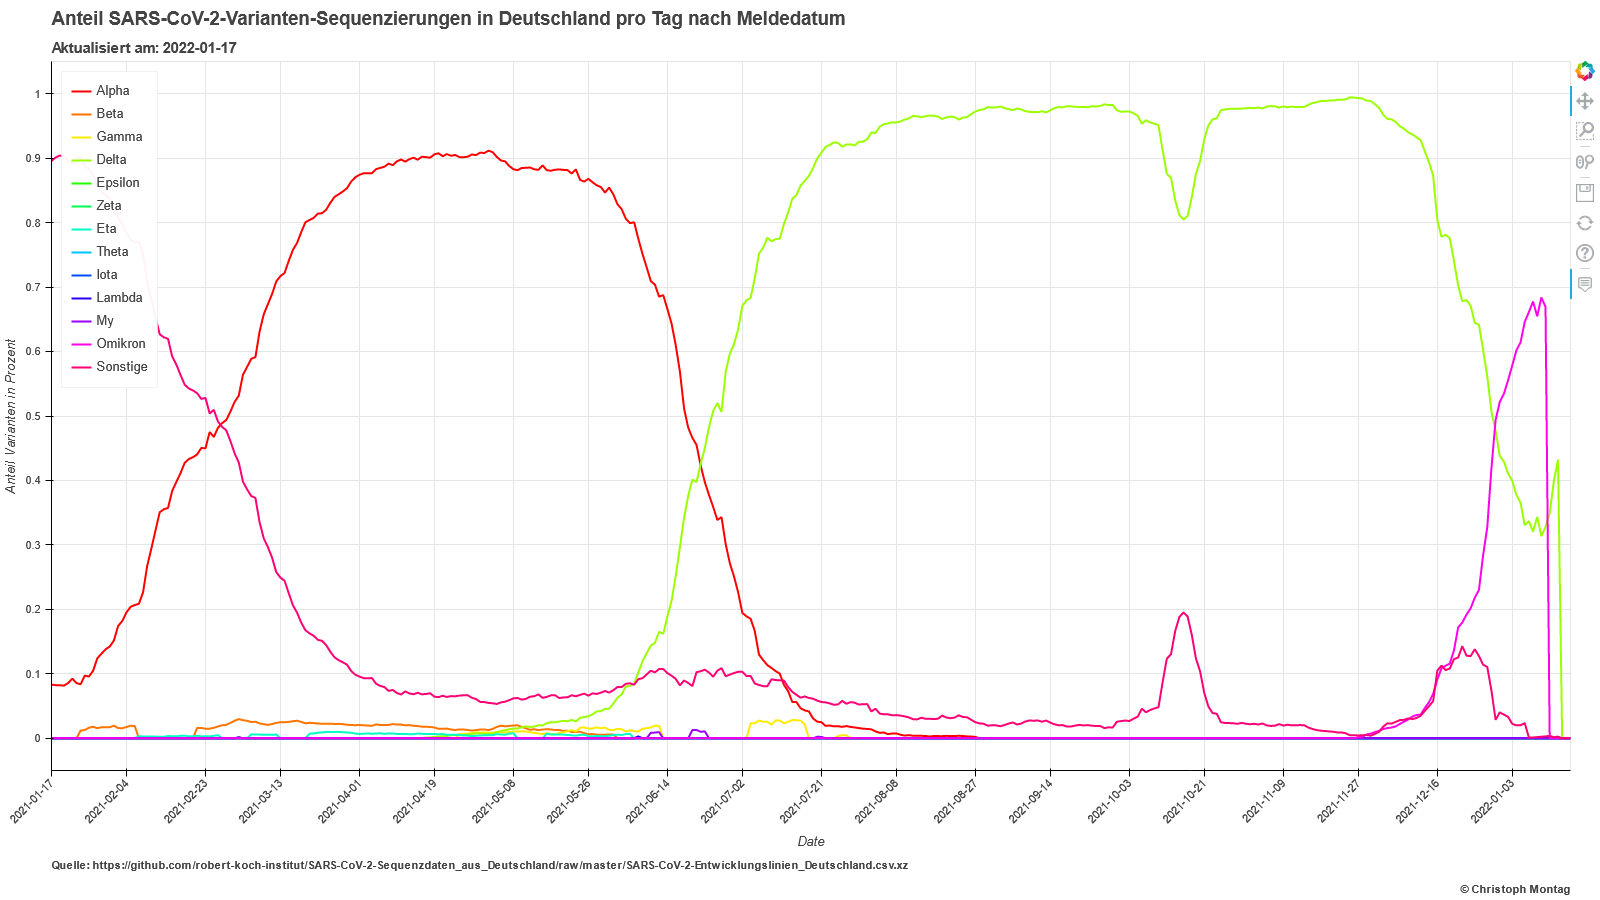 Anteil SARS-CoV-2-Varianten-Sequenzierungen in Deutschland pro Tag nach Meldedatum
Aktualisiert am: 2022-01-17
Alpha
Beta
Gamma
Delta
Epsilon
Zeta
Eta
Theta
Iota
Lambda
My
Omikron
Sonstige
Anteil Varianten in Prozent
1
0.9
0.8
0.7
0.6
0.5
0.4
0.3
0.2
0.1
0
2021-01-17
2021-02-04
2021-02-23
2021-03-13
2021-04-01
2021-04-19
2021-05-08
2021-05-26
2021-06-14
2021-07-02
2021-07-21
2021-08-08
2021-08-27
2021-09-14
2021-10-03
2021-10-21
2021-11-09
2021-11-27
2021-12-16
2022-01-03
Date
Quelle: https://github.com/robert-koch-institut/SARS-CoV-2-Sequenzdaten_aus_Deutschland/raw/master/SARS-CoV-2-Entwicklungslinien_Deutschland.csv.xz
© Christoph Montag